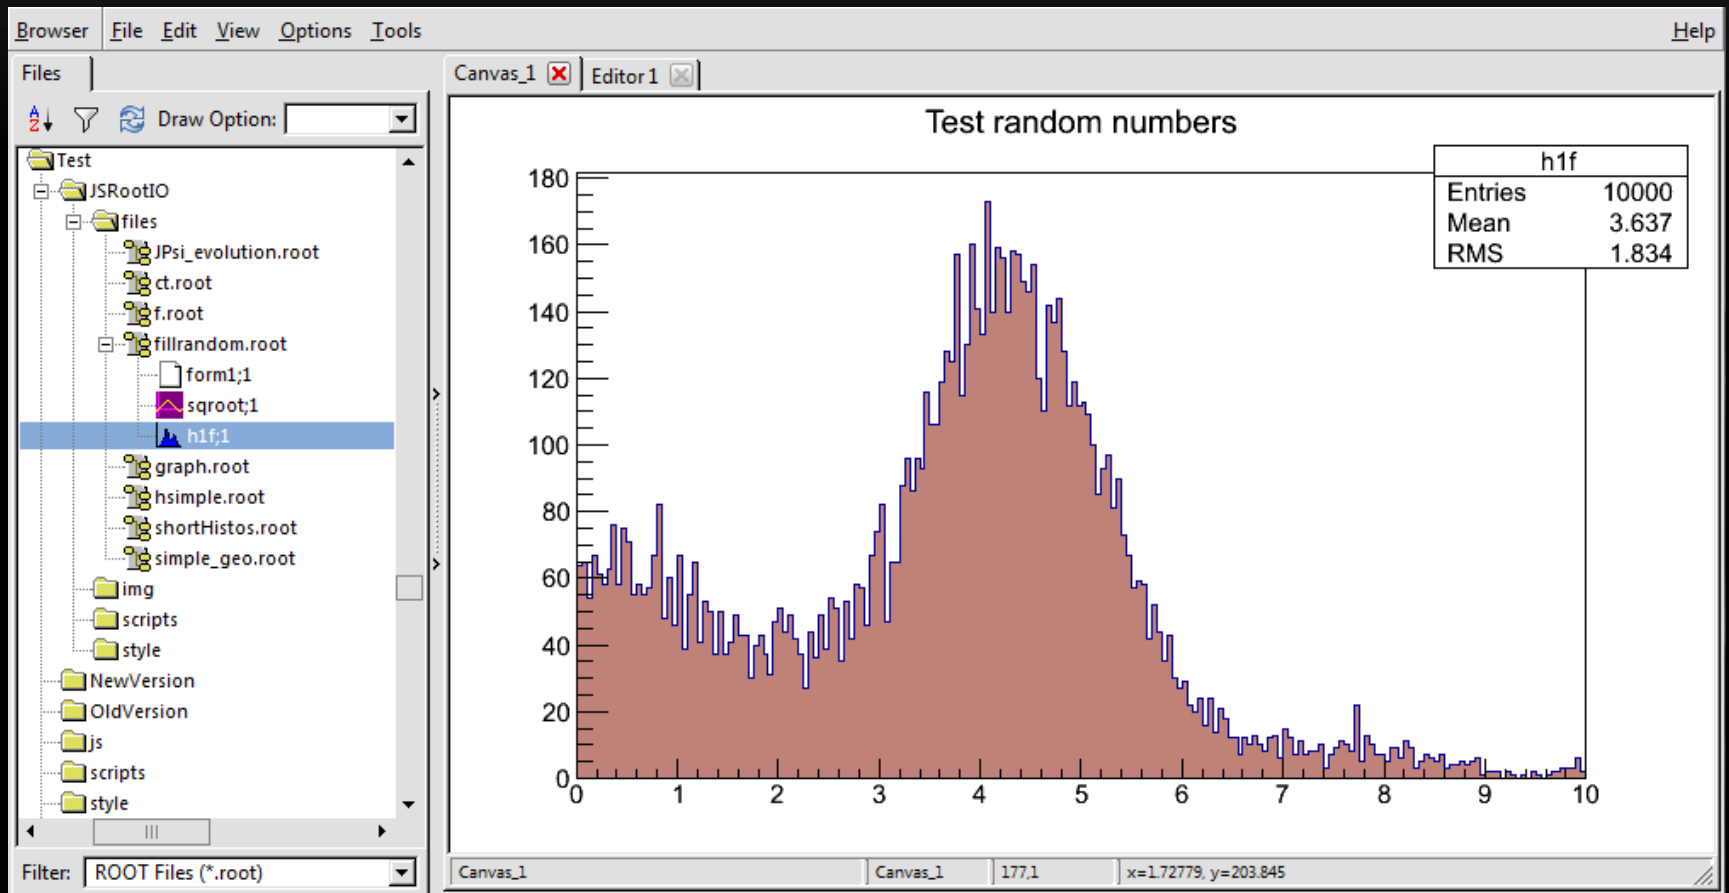 Browser File Edit View Options Tools Help
Files
Canvas_1 Editor 1
Draw Option:
Test
JSRootIO
files
JPsi_evolution.root
ct.root
f.root
fillrandom.root
form1;1
sqroot;1
h1f;1
graph.root
hsimple.root
shortHistos.root
simple_geo.root
img
scripts
style
NewVersion
OldVersion
js
scripts
style
Filter: ROOT Files (*.root)
Test random numbers
h1f
Entries 10000
Mean 3.637
RMS 1.834
180
160
140
120
100
80
60
40
20
0
0 1 2 3 4 5 6 7 8 9 10
Canvas_1 Canvas_1 177,1 x=1.72779, y=203.845